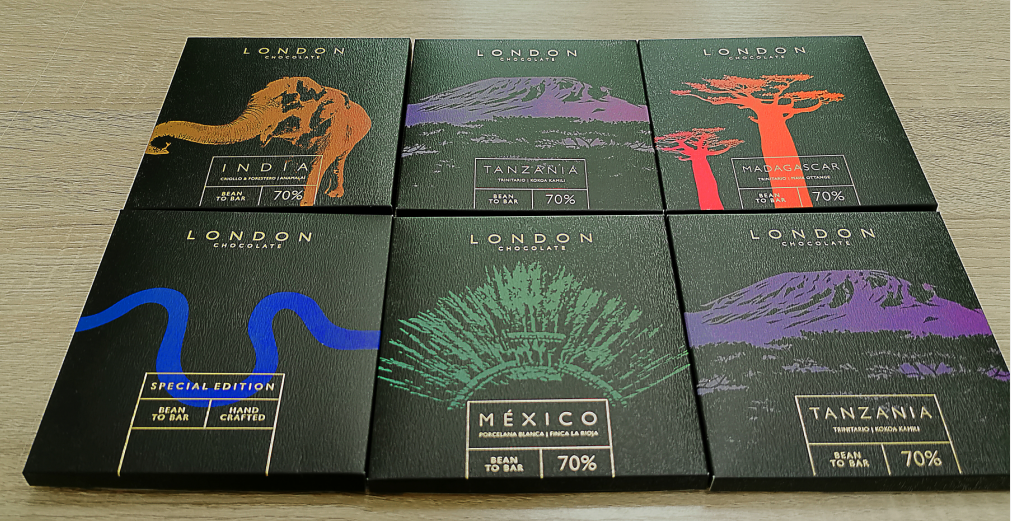 LONDON
CHOCOLATE
INDIA
CRIOLLO & FORESTERO | ANAMALAI
BEAN
TO BAR
70%
LONDON
CHOCOLATE
TANZANIA
TRINITARIO | KOKOA KAMILI
BEAN
TO BAR
70%
LONDON
CHOCOLATE
MADAGASCAR
TRINITARIO | OTTANGE
BEAN
TO BAR
70%
LONDON
CHOCOLATE
SPECIAL EDITION
BEAN
TO BAR
HAND
CRAFTED
LONDON
CHOCOLATE
MÉXICO
PORCELANA BLANCA | FINCA LA RIOJA
BEAN
TO BAR
70%
LONDON
CHOCOLATE
TANZANIA
TRINITARIO | KOKOA KAMILI
BEAN
TO BAR
70%